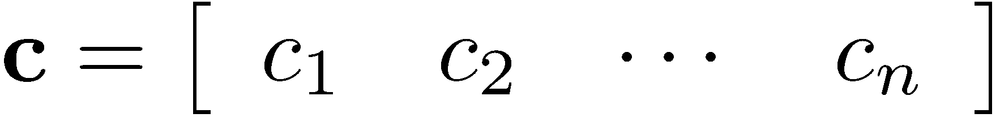 c = [ c₁ c₂ ⋯ cₙ ]